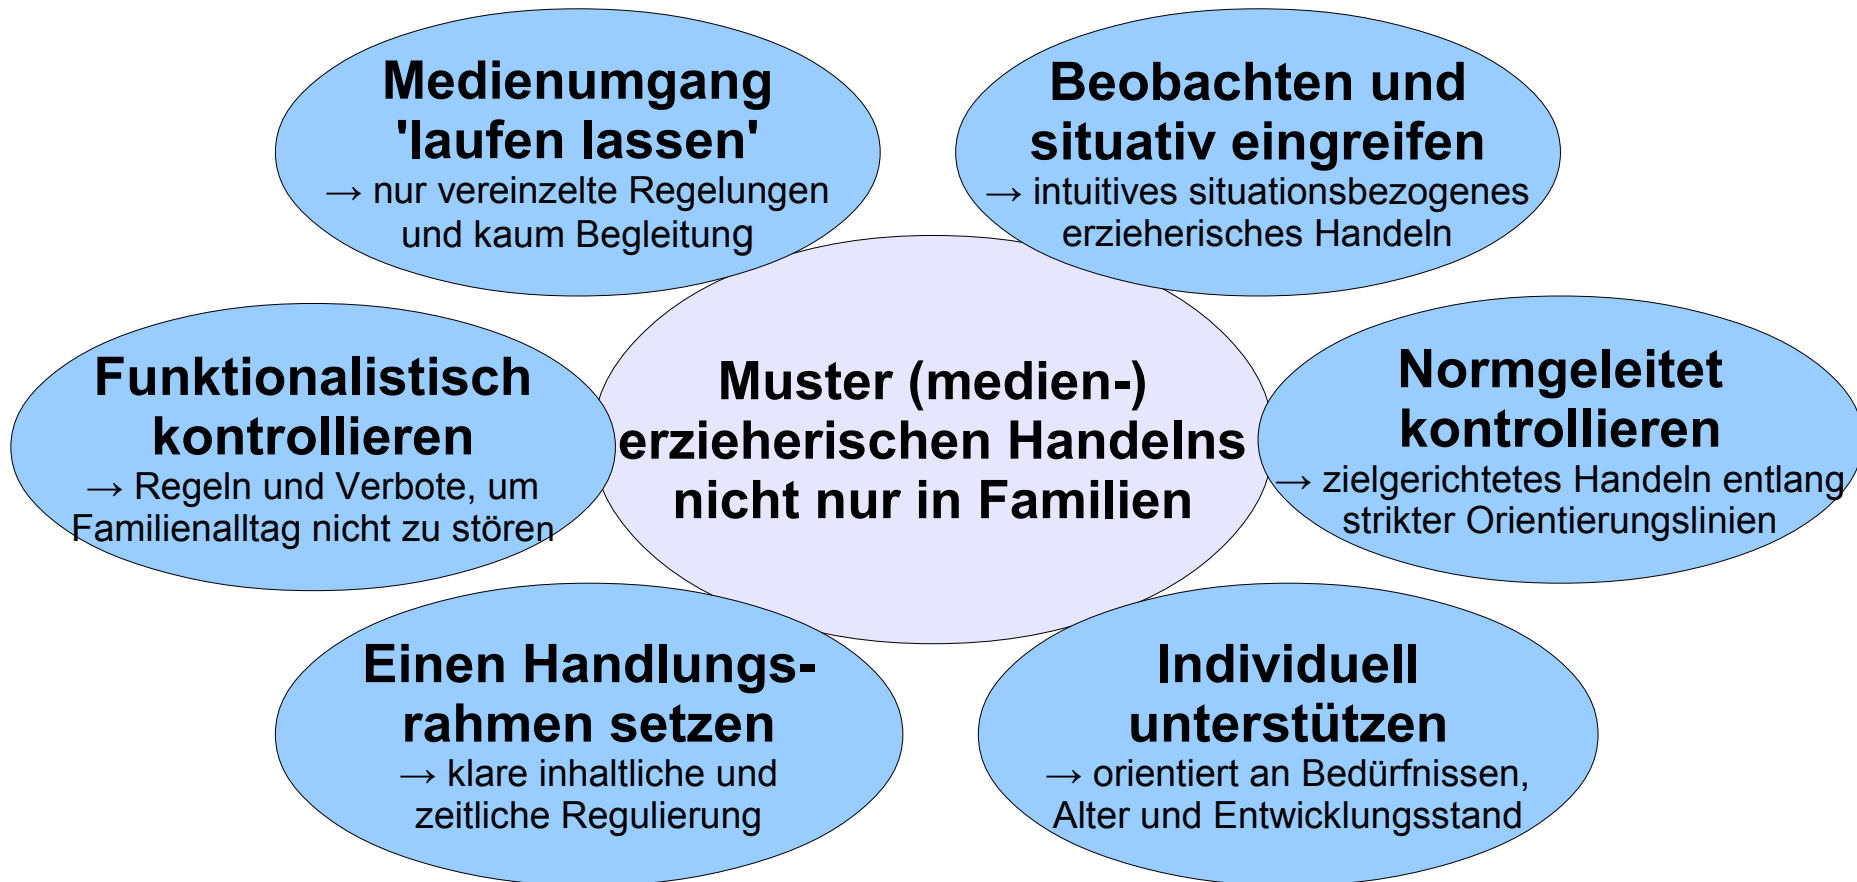 Medienumgang
'laufen lassen'
→ nur vereinzelte Regelungen
und kaum Begleitung
Beobachten und
situativ eingreifen
→ intuitives situationsbezogenes
erzieherisches Handeln
Funktionalistisch
kontrollieren
→ Regeln und Verbote, um
Familienalltag nicht zu stören
Muster (medien-)
erzieherischen Handelns
nicht nur in Familien
Normgeleitet
kontrollieren
→ zielgerichtetes Handeln entlang
strikter Orientierungslinien
Einen Handlungs-
rahmen setzen
→ klare inhaltliche und
zeitliche Regulierung
Individuell
unterstützen
→ orientiert an Bedürfnissen,
Alter und Entwicklungsstand